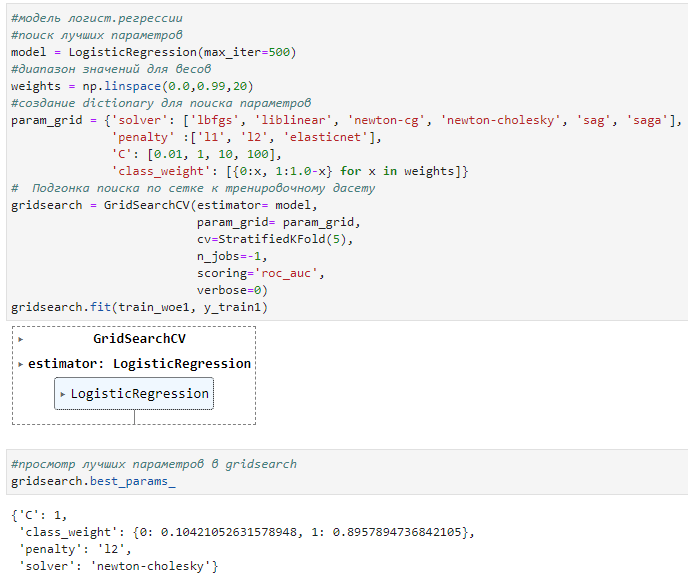 #модель логист.регрессии
#поиск лучших параметров
model = LogisticRegression(max_iter=500)
#диапазон значений для весов
weights = np.linspace(0.0,0.99,20)
#создание dictionary для поиска параметров
param_grid = {'solver': ['lbfgs', 'liblinear', 'newton-cg', 'newton-cholesky', 'sag', 'saga'],
'penalty' :['l1', 'l2', 'elasticnet'],
'C': [0.01, 1, 10, 100],
'class_weight': [{0:x, 1:1.0-x} for x in weights]}
# Подгонка поиска по сетке к тренировочному дасету
gridsearch = GridSearchCV(estimator= model,
param_grid= param_grid,
cv=StratifiedKFold(5),
n_jobs=-1,
scoring='roc_auc',
verbose=0)
gridsearch.fit(train_woe1, y_train1)
GridSearchCV
estimator: LogisticRegression
LogisticRegression
#просмотр лучших параметров в gridsearch
gridsearch.best_params_
{'C': 1,
'class_weight': {0: 0.10421052631578948, 1: 0.8957894736842105},
'penalty': 'l2',
'solver': 'newton-cholesky'}